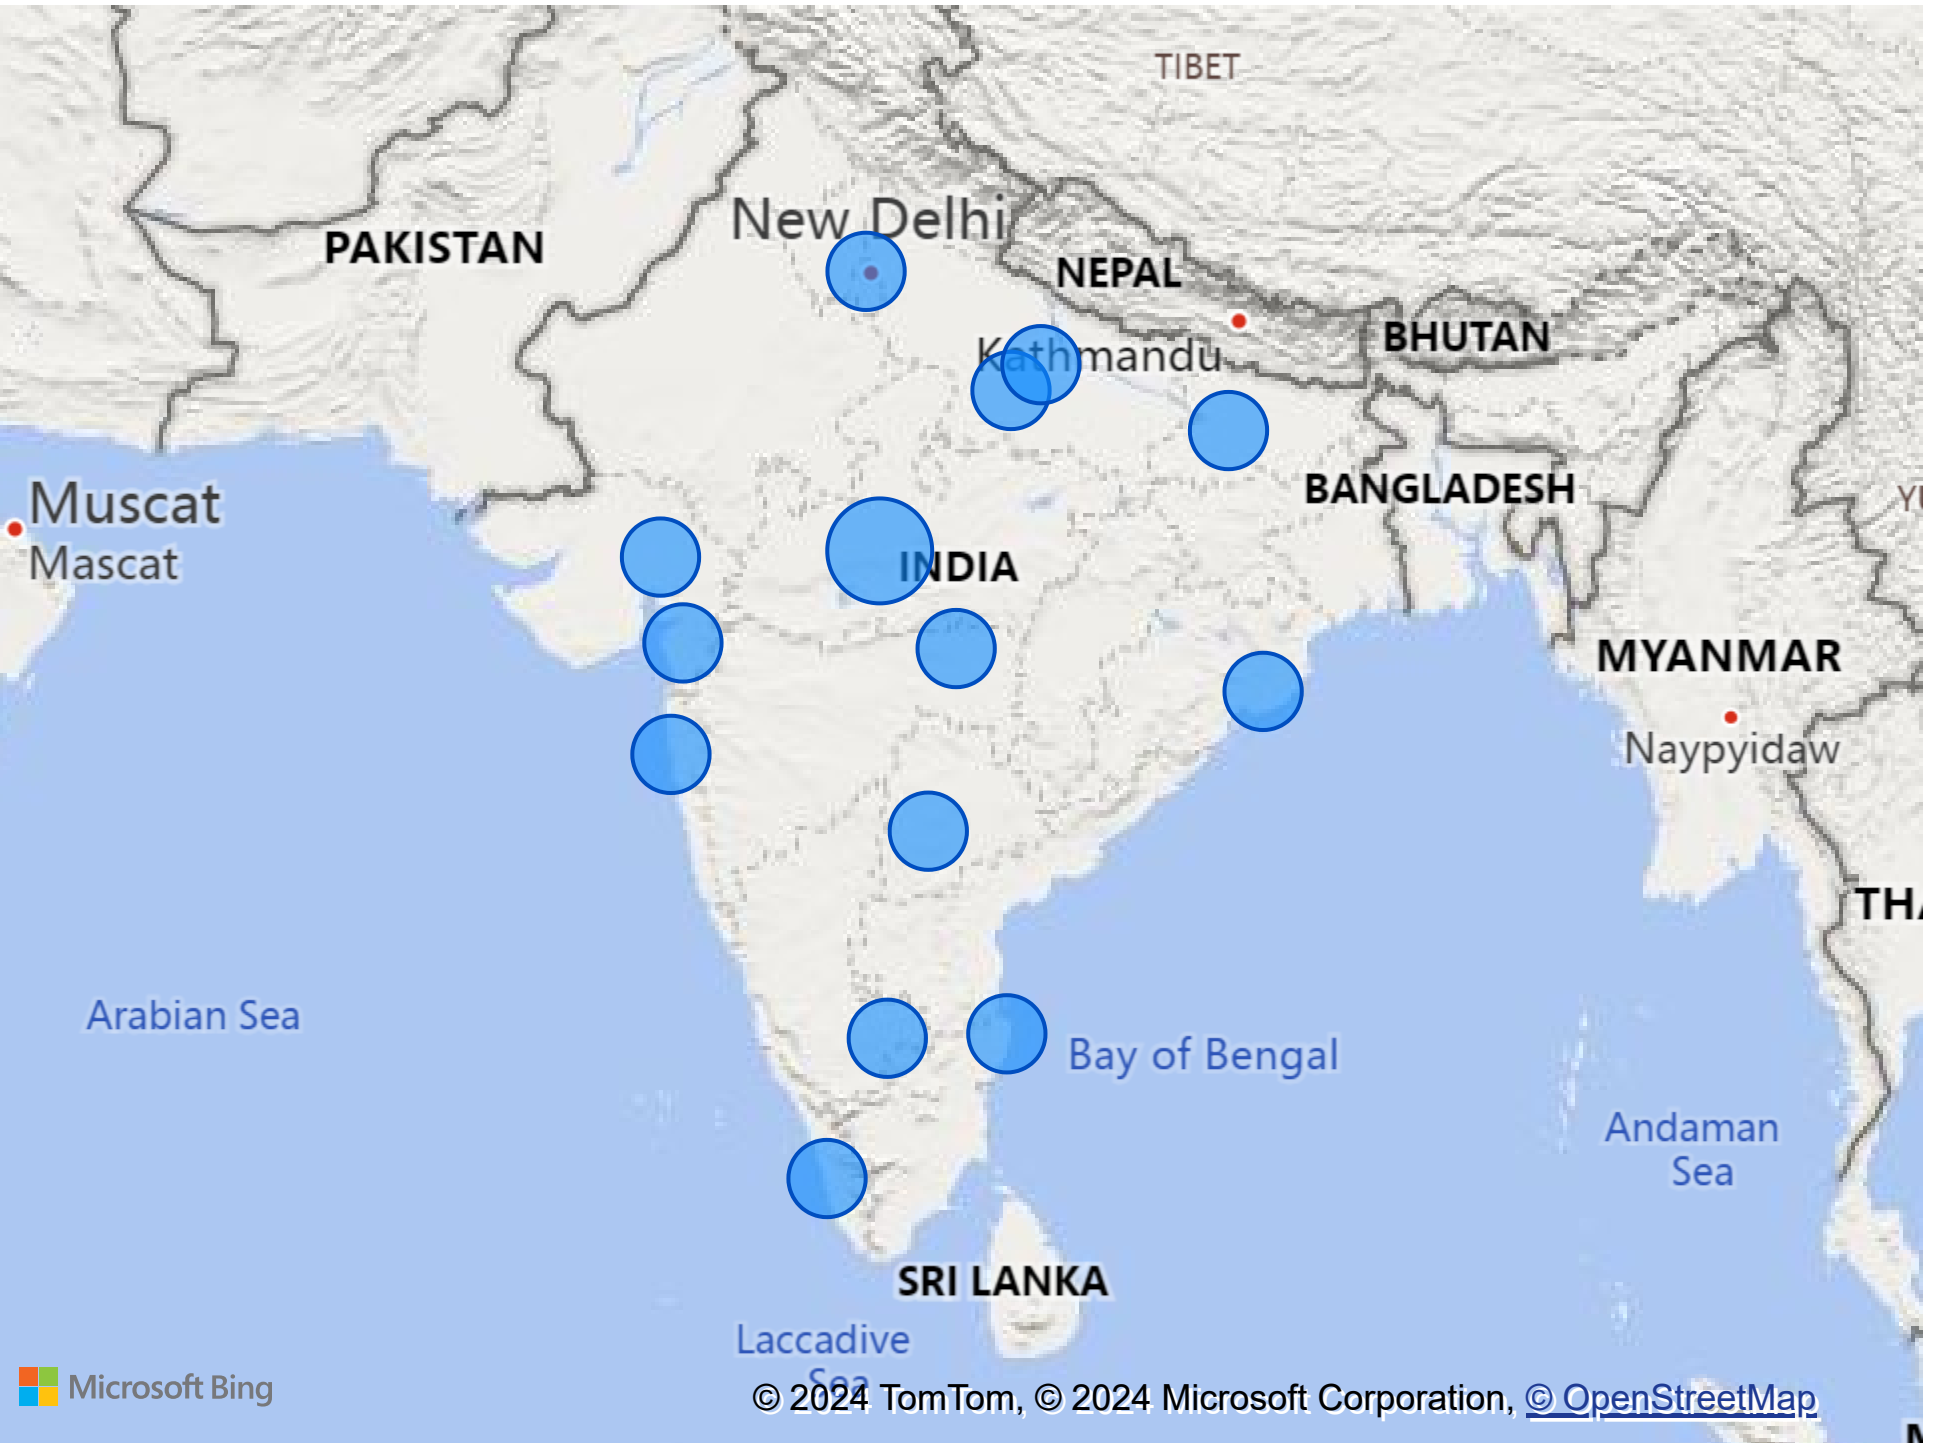 TIBET
New Delhi
PAKISTAN
NEPAL
Kathmandu
BHUTAN
BANGLADESH
Muscat
Mascat
INDIA
MYANMAR
Naypyidaw
Arabian Sea
Bay of Bengal
Andaman
Sea
SRI LANKA
Laccadive
Sea
Microsoft Bing
© 2024 TomTom, © 2024 Microsoft Corporation, © OpenStreetMap